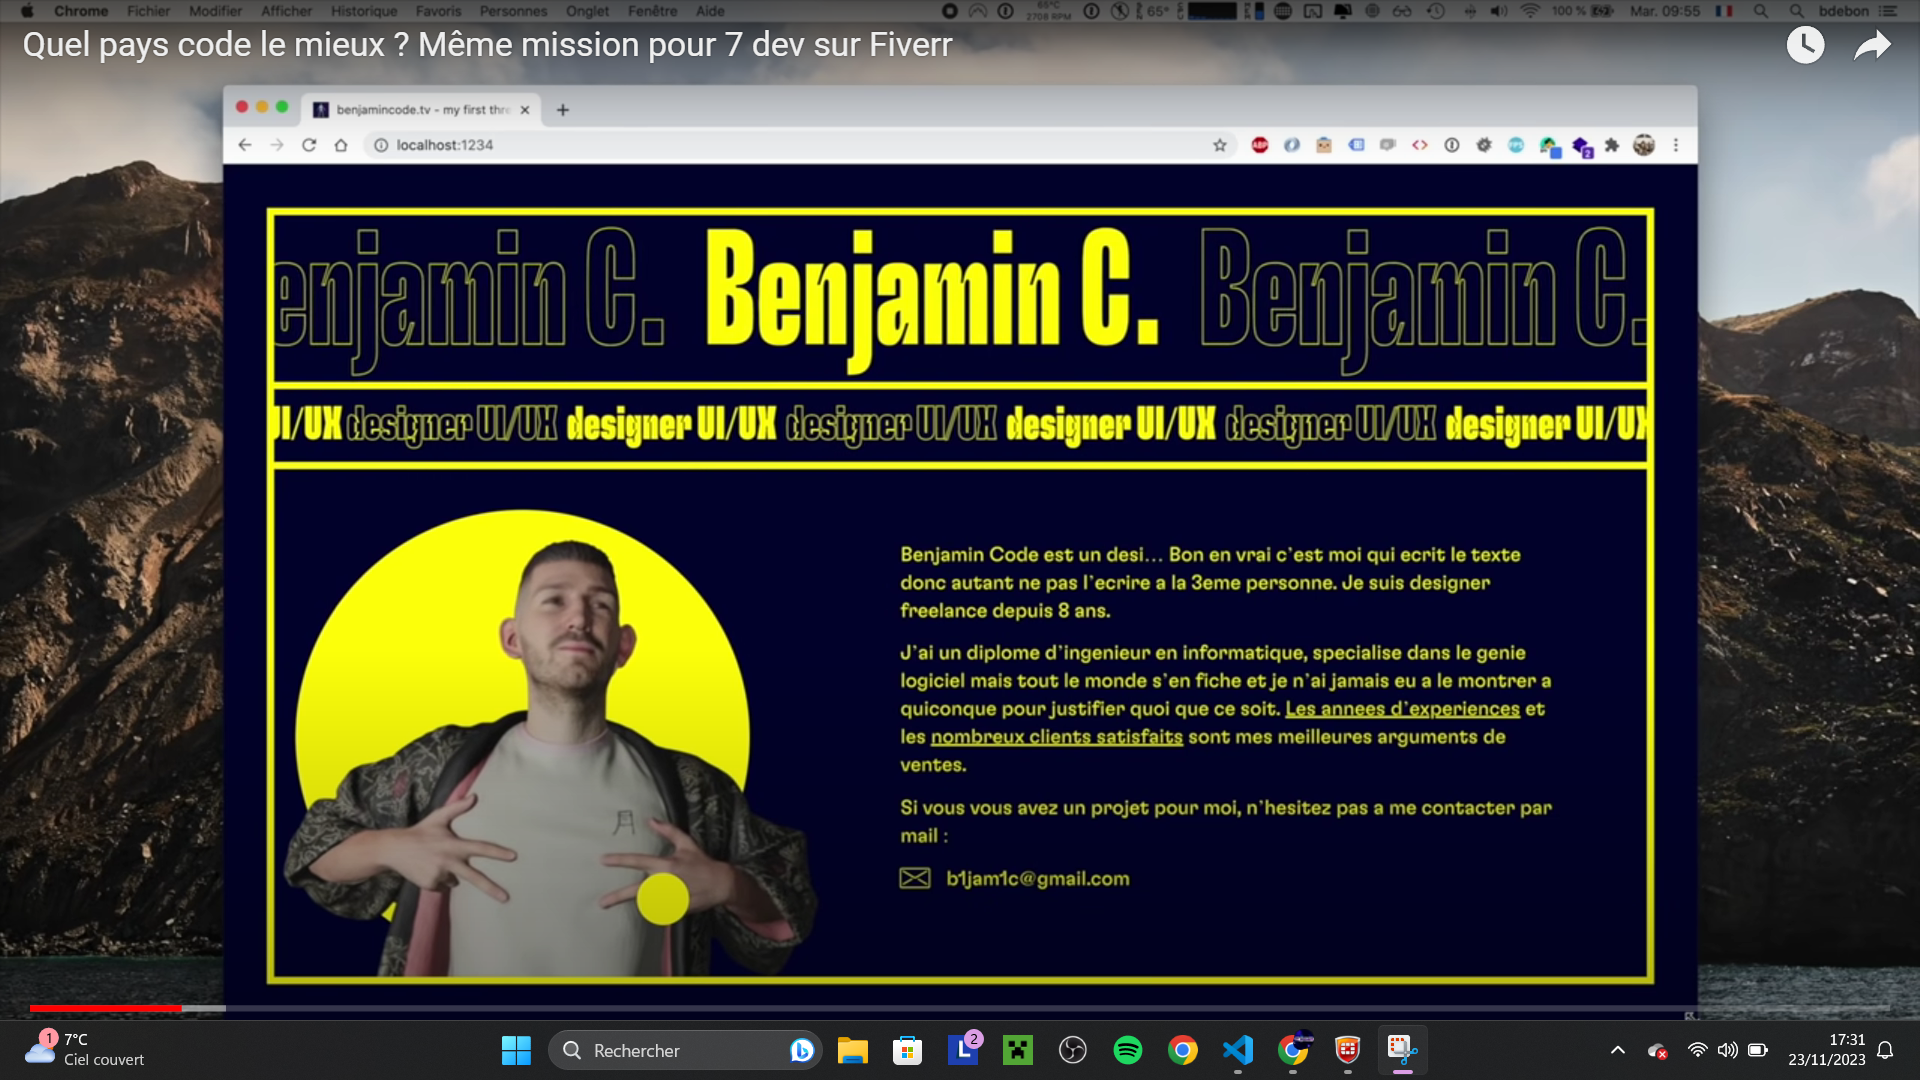 Chrome Fichier Modifier Afficher Historique Favoris Personnes Onglet Fenêtre Aide
65°C
2708 RPM
65°
100 %
Mar. 09:55
bdebon
Quel pays code le mieux ? Même mission pour 7 dev sur Fiverr
benjamincode.tv - my first thre
localhost:1234
ABP
2
enjamin C. Benjamin C. Benjamin C.
UI/UX designer UI/UX designer UI/UX designer UI/UX designer UI/UX designer UI/UX designer UI/UX
Benjamin Code est un desi... Bon en vrai c'est moi qui ecrit le texte
donc autant ne pas l'ecrire a la 3eme personne. Je suis designer
freelance depuis 8 ans.
J'ai un diplome d'ingenieur en informatique, specialise dans le genie
logiciel mais tout le monde s'en fiche et je n'ai jamais eu a le montrer a
quiconque pour justifier quoi que ce soit. Les annees d'experiences et
les nombreux clients satisfaits sont mes meilleures arguments de
ventes.
Si vous vous avez un projet pour moi, n'hesitez pas a me contacter par
mail :
b1jam1c@gmail.com
1
7°C
Ciel couvert
Rechercher
L
2
17:31
23/11/2023